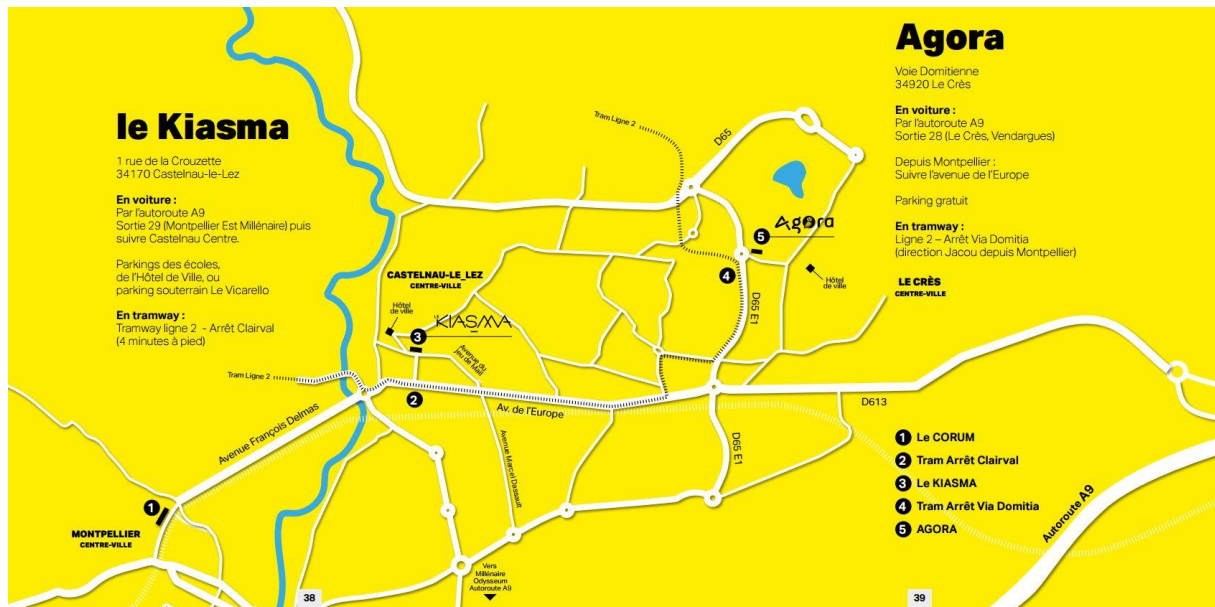 le Kiasma
1 rue de la Crouzette
34170 Castelnau-le-Lez
En voiture :
Par l'autoroute A9
Sortie 29 (Montpellier Est Millénaire) puis
suivre Castelnau Centre.
Parkings des écoles,
de l'Hôtel de Ville, ou
parking souterrain Le Vicarello
En tramway :
Tramway ligne 2 - Arrêt Clairval
(4 minutes à pied)
Agora
Voie Domitienne
34920 Le Crès
En voiture :
Par l'autoroute A9
Sortie 28 (Le Crès, Vendargues)
Depuis Montpellier :
Suivre l'avenue de l'Europe
Parking gratuit
En tramway :
Ligne 2 – Arrêt Via Domitia
(direction Jacou depuis Montpellier)
Tram Ligne 2
D65
Agora
5
4
Hôtel
de ville
LE CRÈS
CENTRE-VILLE
CASTELNAU-LE_LEZ
CENTRE-VILLE
Hôtel
de ville
LE KIASMA
3
Avenue du
jeu de Mail
D65 E1
Tram Ligne 2
2
Av. de l'Europe
D613
Avenue François Delmas
Avenue Marcel Dassault
D65 E1
1
MONTPELLIER
CENTRE-VILLE
Vers
Millénaire
Odysseum
Autoroute A9
1 Le CORUM
2 Tram Arrêt Clairval
3 Le KIASMA
4 Tram Arrêt Via Domitia
5 AGORA
Autoroute A9
38
39